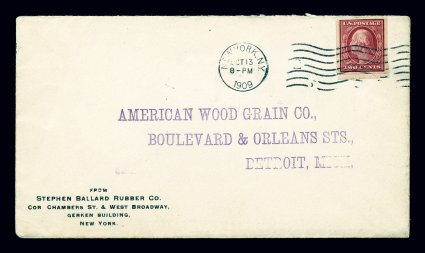 NEW YORK, N.Y.
OCT 13
8-PM
1909
U.S. POSTAGE
TWO CENTS
AMERICAN WOOD GRAIN CO.,
BOULEVARD & ORLEANS STS.,
DETROIT, MICH.
FROM
STEPHEN BALLARD RUBBER CO.
COR CHAMBERS ST. & WEST BROADWAY,
GERKEN BUILDING,
NEW YORK.